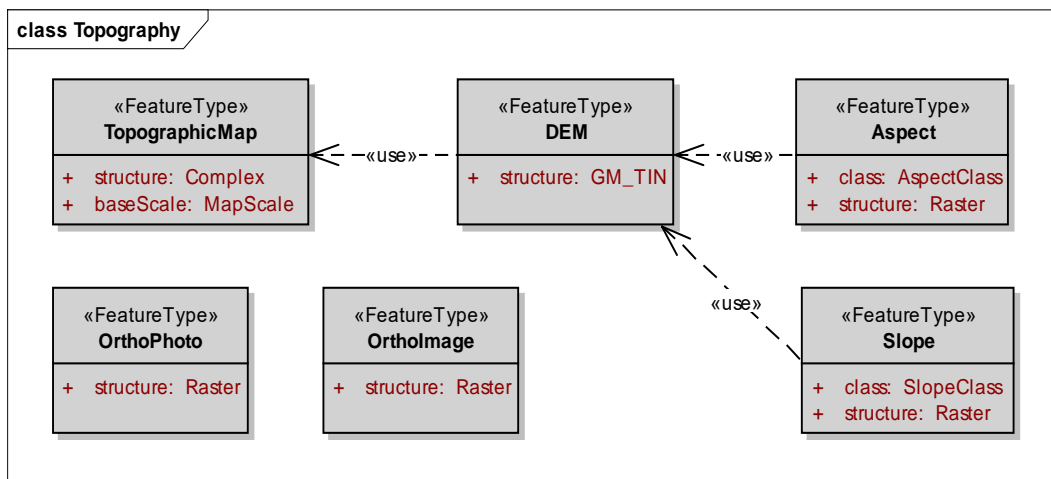 class Topography
«FeatureType»
TopographicMap
+ structure: Complex
+ baseScale: MapScale
«use»
«FeatureType»
DEM
+ structure: GM_TIN
«use»
«FeatureType»
Aspect
+ class: AspectClass
+ structure: Raster
«use»
«FeatureType»
OrthoPhoto
+ structure: Raster
«FeatureType»
OrthoImage
+ structure: Raster
«FeatureType»
Slope
+ class: SlopeClass
+ structure: Raster